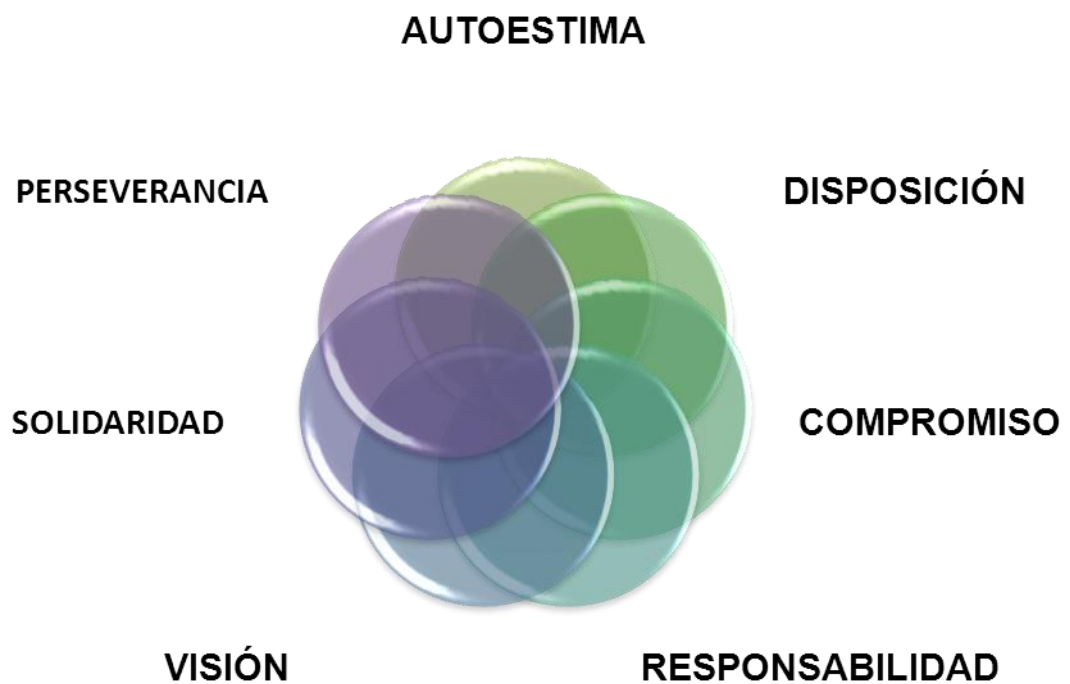 AUTOESTIMA
PERSEVERANCIA
DISPOSICIÓN
SOLIDARIDAD
COMPROMISO
VISIÓN
RESPONSABILIDAD